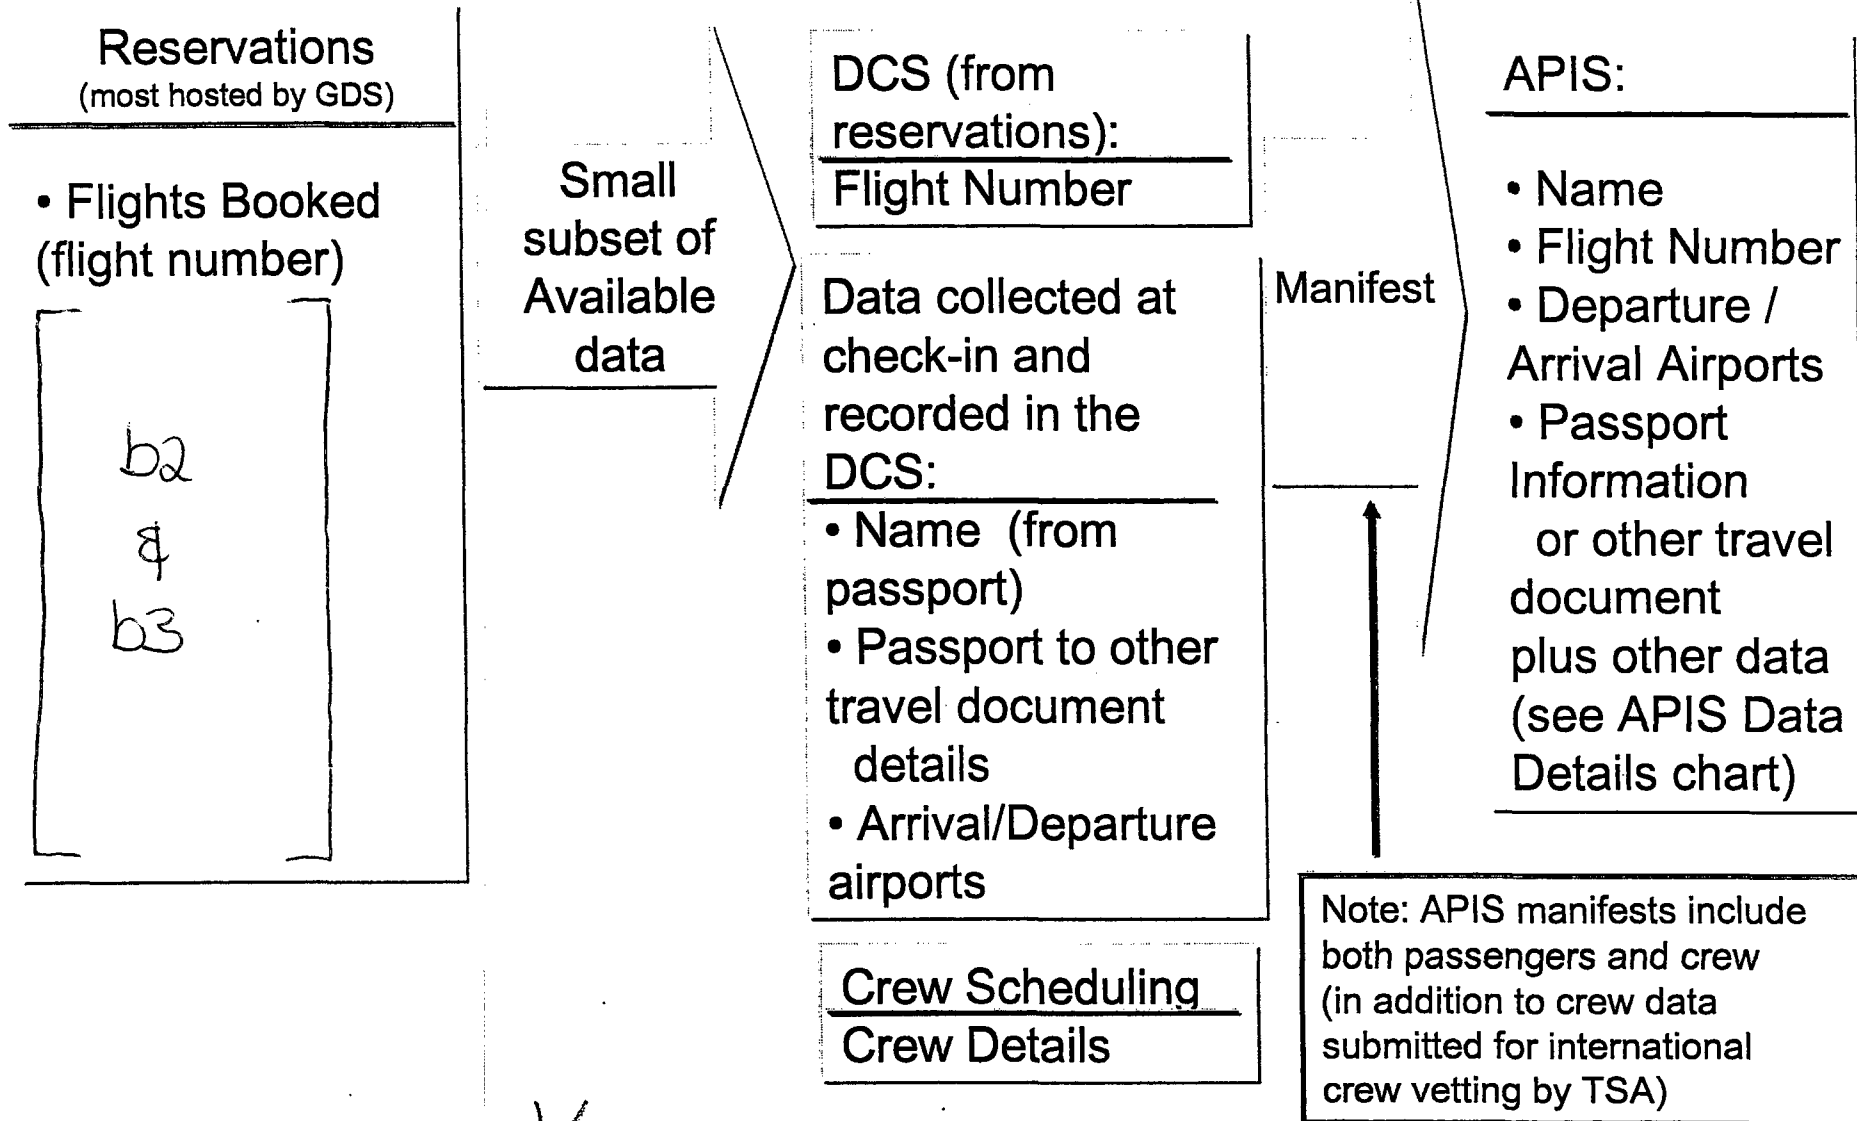 Reservations
(most hosted by GDS)
• Flights Booked
(flight number)
b2
&
b3
Small
subset of
Available
data
DCS (from
reservations):
Flight Number
Data collected at
check-in and
recorded in the
DCS:
• Name (from
passport)
• Passport to other
travel document
details
• Arrival/Departure
airports
Crew Scheduling
Crew Details
Manifest
APIS:
• Name
• Flight Number
• Departure /
Arrival Airports
• Passport
Information
or other travel
document
plus other data
(see APIS Data
Details chart)
Note: APIS manifests include
both passengers and crew
(in addition to crew data
submitted for international
crew vetting by TSA)